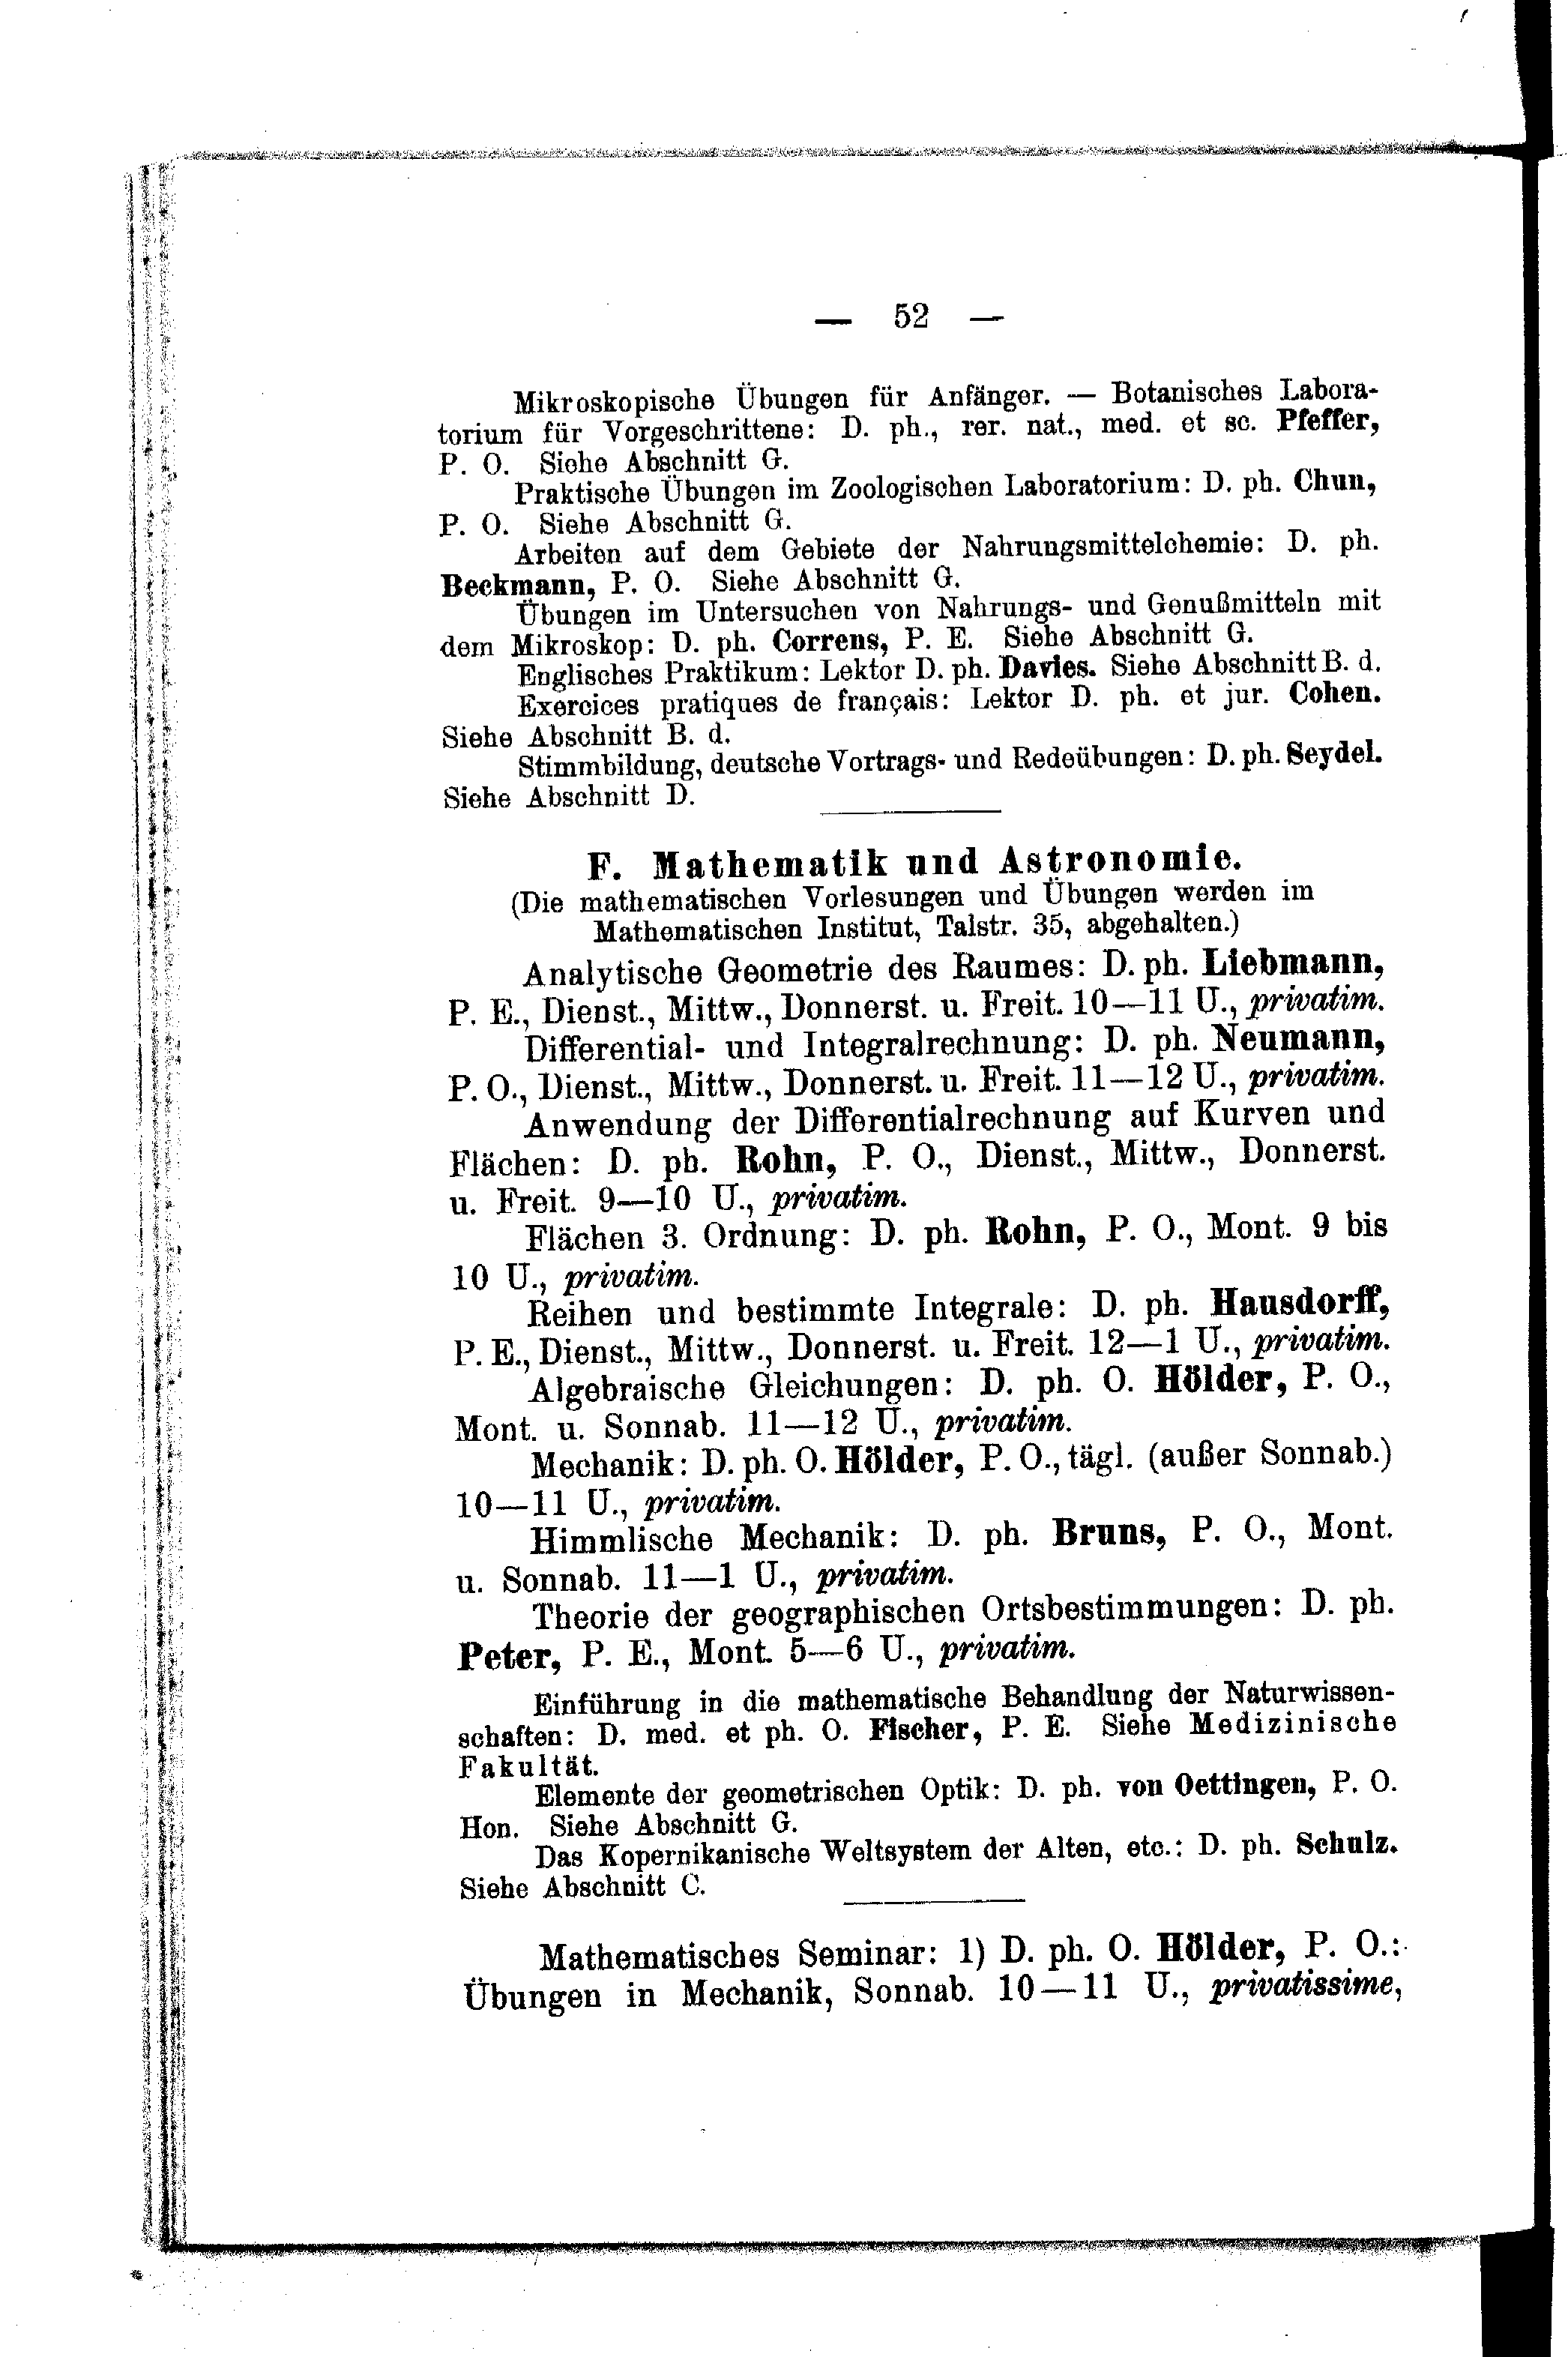 — 52 —
Mikroskopische Übungen für Anfänger. — Botanisches Labora-
torium für Vorgeschrittene: D. ph., rer. nat., med. et sc. Pfeffer,
P. O. Siehe Abschnitt G.
Praktische Übungen im Zoologischen Laboratorium: D. ph. Chun,
P. O. Siehe Abschnitt G.
Arbeiten auf dem Gebiete der Nahrungsmittelchemie: D. ph.
Beckmann, P. O. Siehe Abschnitt G.
Übungen im Untersuchen von Nahrungs- und Genußmitteln mit
dem Mikroskop: D. ph. Correns, P. E. Siehe Abschnitt G.
Englisches Praktikum: Lektor D. ph. Davies. Siehe Abschnitt B. d.
Exercices pratiques de français: Lektor D. ph. et jur. Cohen.
Siehe Abschnitt B. d.
Stimmbildung, deutsche Vortrags- und Redeübungen: D. ph. Seydel.
Siehe Abschnitt D.
F. Mathematik und Astronomie.
(Die mathematischen Vorlesungen und Übungen werden im
Mathematischen Institut, Talstr. 35, abgehalten.)
Analytische Geometrie des Raumes: D. ph. Liebmann,
P. E., Dienst., Mittw., Donnerst. u. Freit. 10—11 U., privatim.
Differential- und Integralrechnung: D. ph. Neumann,
P. O., Dienst., Mittw., Donnerst. u. Freit. 11—12 U., privatim.
Anwendung der Differentialrechnung auf Kurven und
Flächen: D. ph. Rohn, P. O., Dienst., Mittw., Donnerst.
u. Freit. 9—10 U., privatim.
Flächen 3. Ordnung: D. ph. Rohn, P. O., Mont. 9 bis
10 U., privatim.
Reihen und bestimmte Integrale: D. ph. Hausdorff,
P. E., Dienst., Mittw., Donnerst. u. Freit. 12—1 U., privatim.
Algebraische Gleichungen: D. ph. O. Hölder, P. O.,
Mont. u. Sonnab. 11—12 U., privatim.
Mechanik: D. ph. O. Hölder, P. O., tägl. (außer Sonnab.)
10—11 U., privatim.
Himmlische Mechanik: D. ph. Bruns, P. O., Mont.
u. Sonnab. 11—1 U., privatim.
Theorie der geographischen Ortsbestimmungen: D. ph.
Peter, P. E., Mont. 5—6 U., privatim.
Einführung in die mathematische Behandlung der Naturwissen-
schaften: D. med. et ph. O. Fischer, P. E. Siehe Medizinische
Fakultät.
Elemente der geometrischen Optik: D. ph. von Oettingen, P. O.
Hon. Siehe Abschnitt G.
Das Kopernikanische Weltsystem der Alten, etc.: D. ph. Schulz.
Siehe Abschnitt C.
Mathematisches Seminar: 1) D. ph. O. Hölder, P. O.:
Übungen in Mechanik, Sonnab. 10—11 U., privatissime,